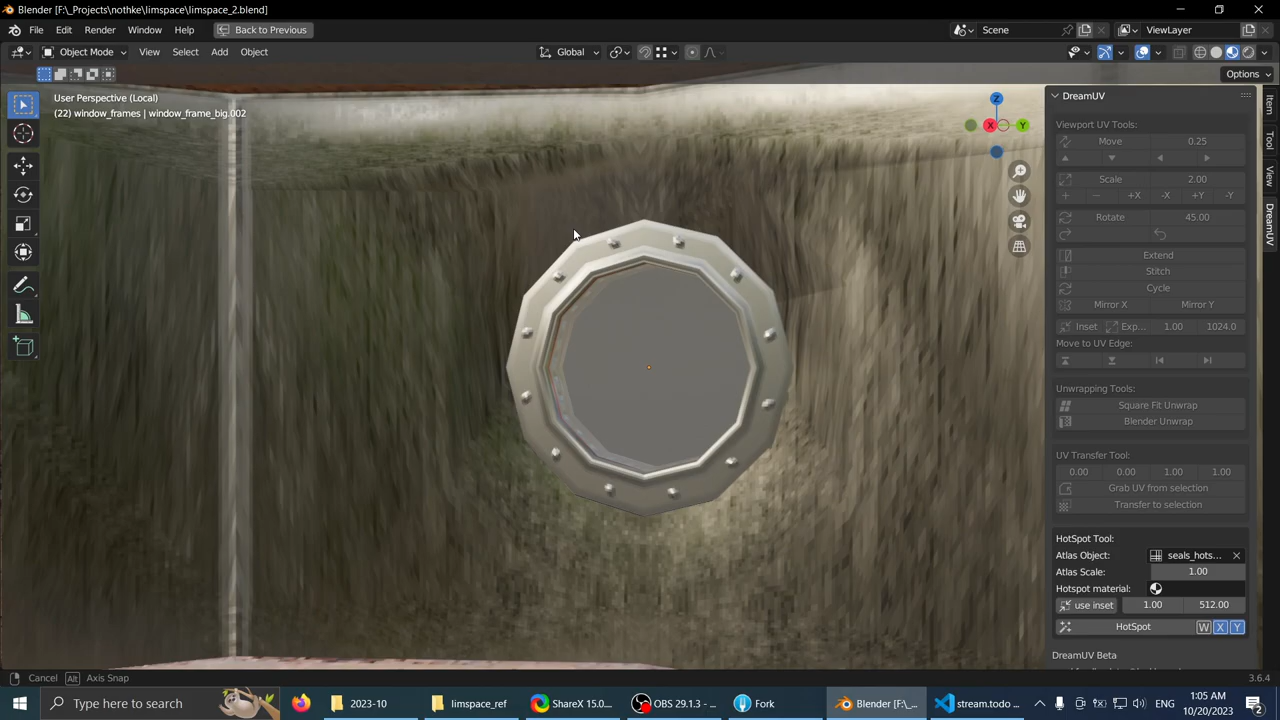 Blender [F:\_Projects\nothke\limspace\limspace_2.blend]
File Edit Render Window Help Back to Previous Scene ViewLayer
Object Mode View Select Add Object Global
Options
User Perspective (Local)
(22) window_frames | window_frame_big.002
Z
X
Y
Item
Tool
View
DreamUV
DreamUV
Viewport UV Tools:
Move 0.25
Scale 2.00
+ − +X -X +Y -Y
Rotate 45.00
Extend
Stitch
Cycle
Mirror X Mirror Y
Inset Exp... 1.00 1024.0
Move to UV Edge:
Unwrapping Tools:
Square Fit Unwrap
Blender Unwrap
UV Transfer Tool:
0.00 0.00 1.00 1.00
Grab UV from selection
Transfer to selection
HotSpot Tool:
Atlas Object: seals_hots...
Atlas Scale: 1.00
Hotspot material:
use inset 1.00 512.00
HotSpot W X Y
DreamUV Beta
Cancel Alt Axis Snap 3.6.4
Type here to search 2023-10 limspace_ref ShareX 15.0... OBS 29.1.3 - ... Fork Blender [F:\_... stream.todo ...
1:05 AM
10/20/2023
2